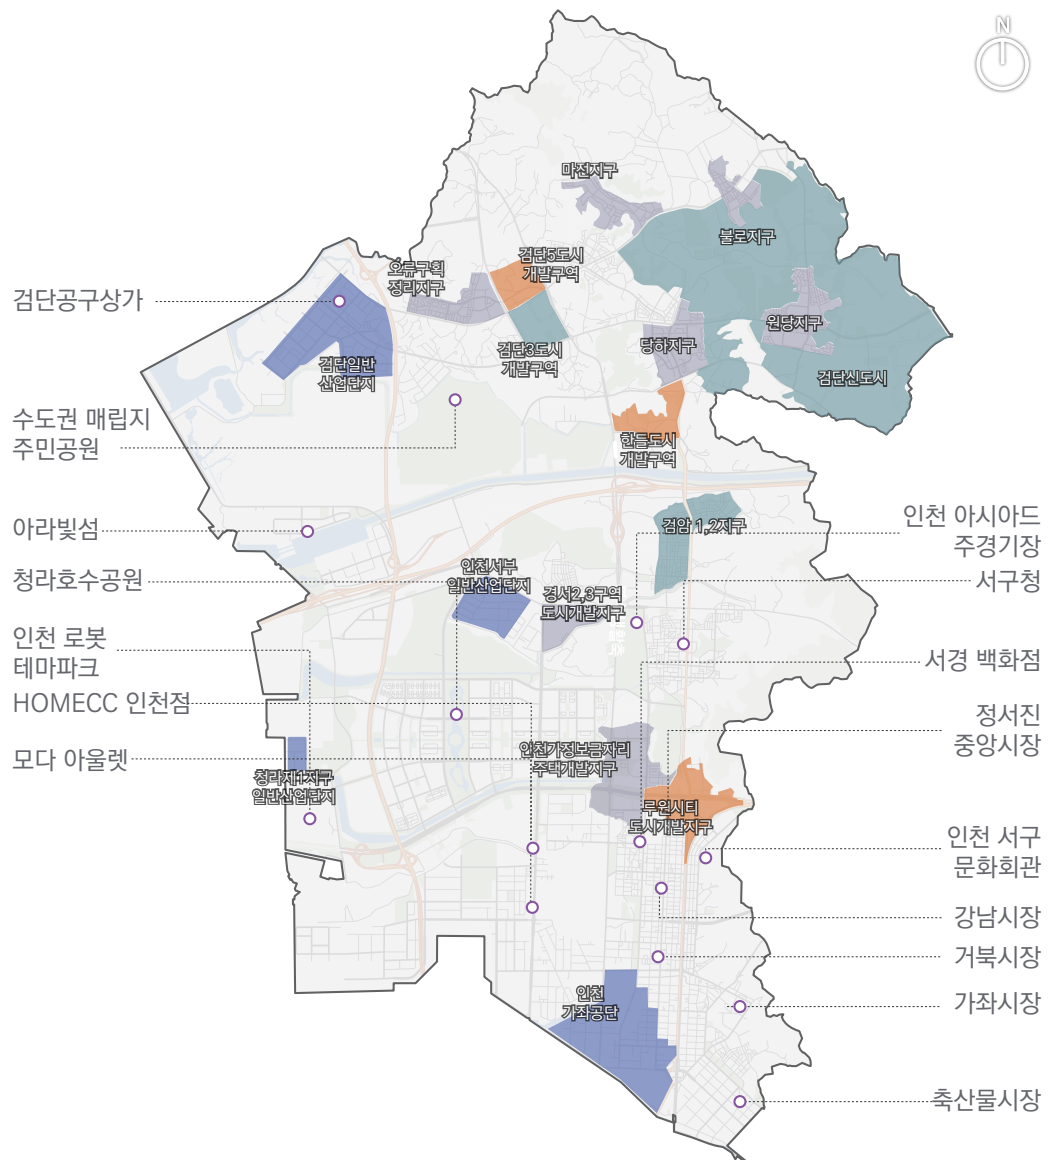 N
마전지구
불로지구
검단5도시
개발구역
오류구획
정리지구
검단공구상가
원당지구
당하지구
검단3도시
개발구역
검단일반
산업단지
검단신도시
수도권 매립지
주민공원
한들도시
개발구역
인천 아시아드
주경기장
아라빛섬
검암 1,2지구
인천서부
일반산업단지
청라호수공원
서구청
경서2,3구역
도시개발지구
인천 로봇
테마파크
서경 백화점
HOMECC 인천점
정서진
중앙시장
모다 아울렛
인천가정보금자리
주택개발지구
청라제1지구
일반산업단지
루원시티
도시개발지구
인천 서구
문화회관
강남시장
거북시장
인천
가좌공단
가좌시장
축산물시장